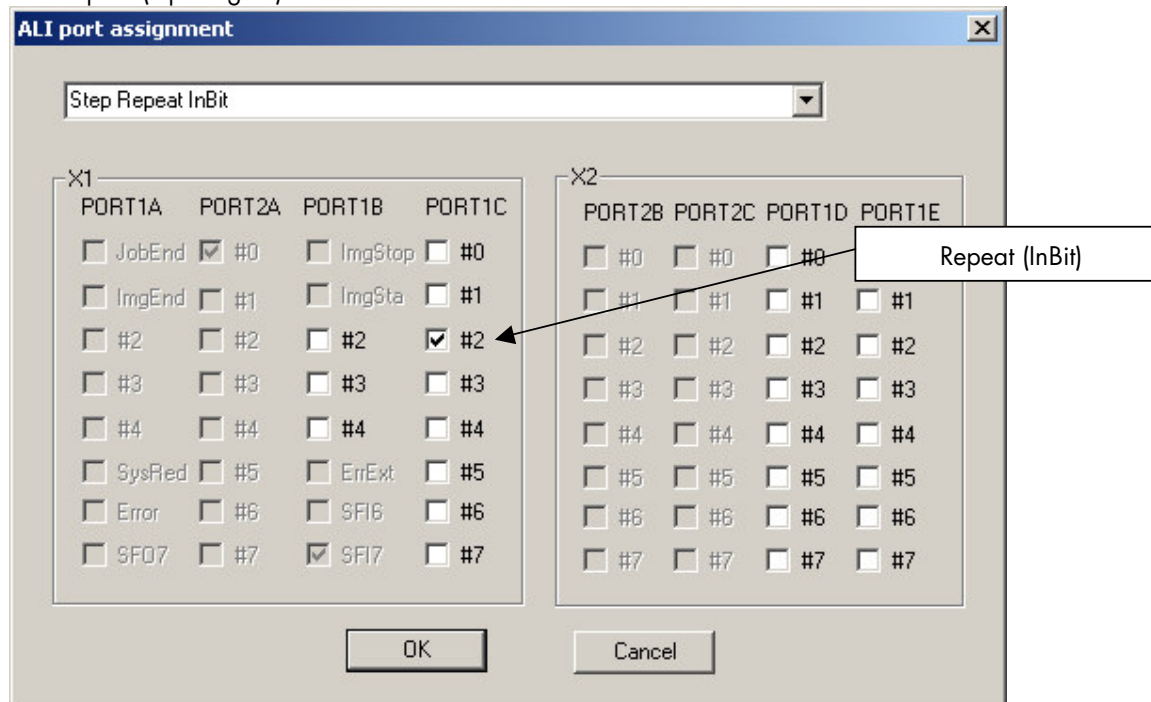 ALI port assignment
Step Repeat InBit
X1
PORT1A PORT2A PORT1B PORT1C
JobEnd #0 ImgStop #0
ImgEnd #1 ImgSta #1
#2 #2 #2 #2
#3 #3 #3 #3
#4 #4 #4 #4
SysRed #5 ErrExt #5
Error #6 SFI6 #6
SFO7 #7 SFI7 #7
X2
PORT2B PORT2C PORT1D PORT1E
#0 #0 #0
#1 #1 #1 #1
#2 #2 #2 #2
#3 #3 #3 #3
#4 #4 #4 #4
#5 #5 #5 #5
#6 #6 #6 #6
#7 #7 #7 #7
Repeat (InBit)
OK Cancel